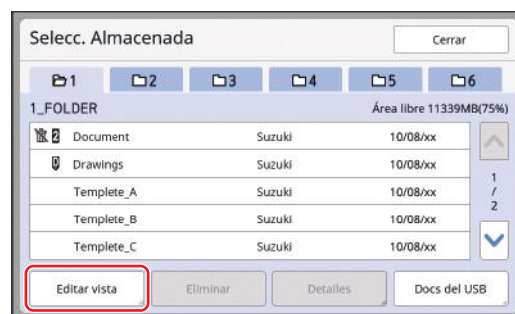 Selecc. Almacenada Cerrar
1 2 3 4 5 6
1_FOLDER Área libre 11339MB(75%)
2 Document Suzuki 10/08/xx
Drawings Suzuki 10/08/xx
Templete_A Suzuki 10/08/xx
Templete_B Suzuki 10/08/xx
Templete_C Suzuki 10/08/xx
1
/
2
Editar vista Eliminar Detalles Docs del USB